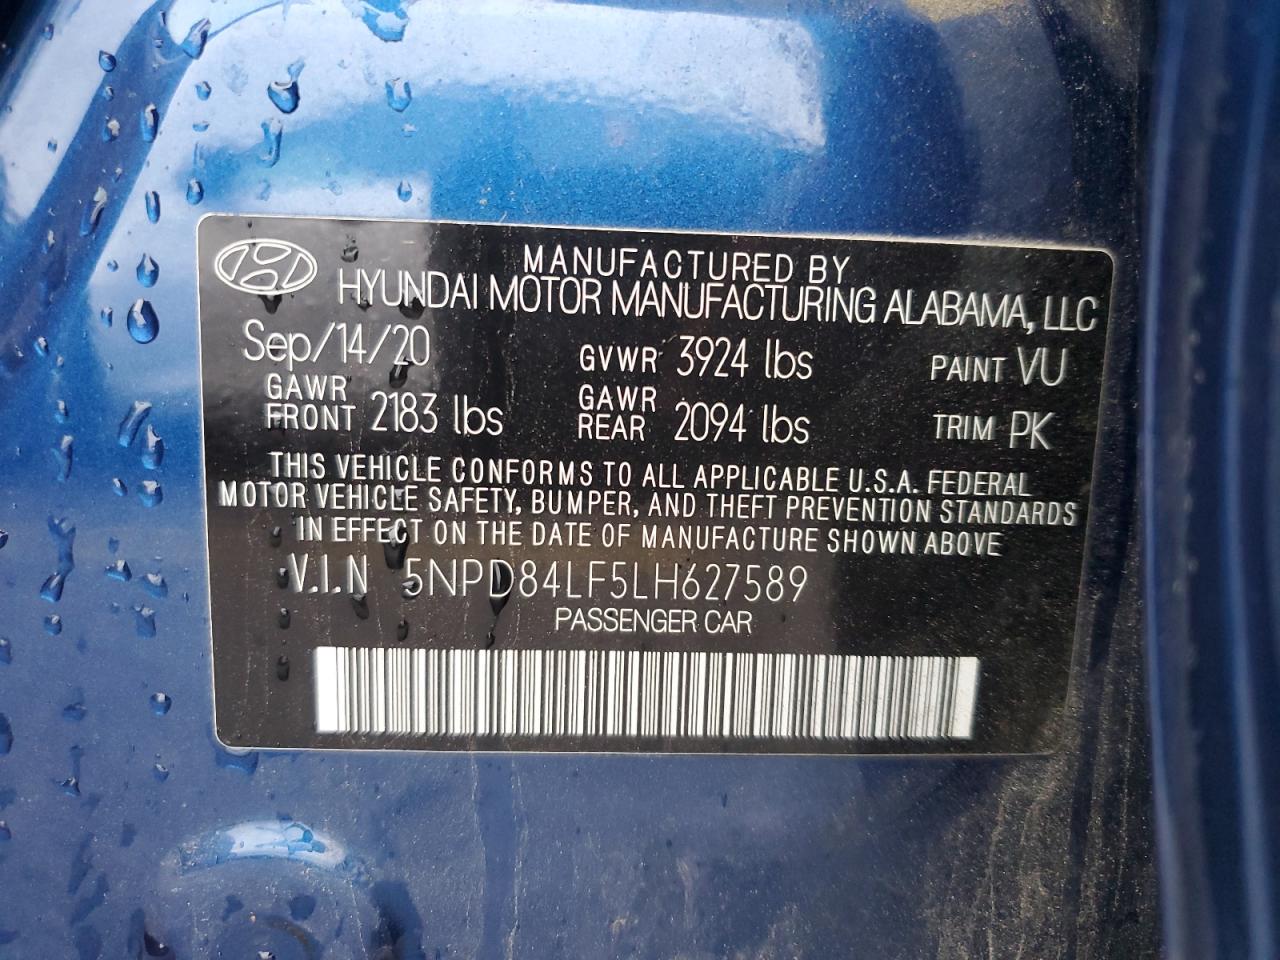 MANUFACTURED BY
HYUNDAI MOTOR MANUFACTURING ALABAMA, LLC
Sep/14/20 GVWR 3924 lbs PAINT VU
GAWR FRONT 2183 lbs GAWR REAR 2094 lbs TRIM PK
THIS VEHICLE CONFORMS TO ALL APPLICABLE U.S.A. FEDERAL
MOTOR VEHICLE SAFETY, BUMPER, AND THEFT PREVENTION STANDARDS
IN EFFECT ON THE DATE OF MANUFACTURE SHOWN ABOVE
V.I.N 5NPD84LF5LH627589
PASSENGER CAR